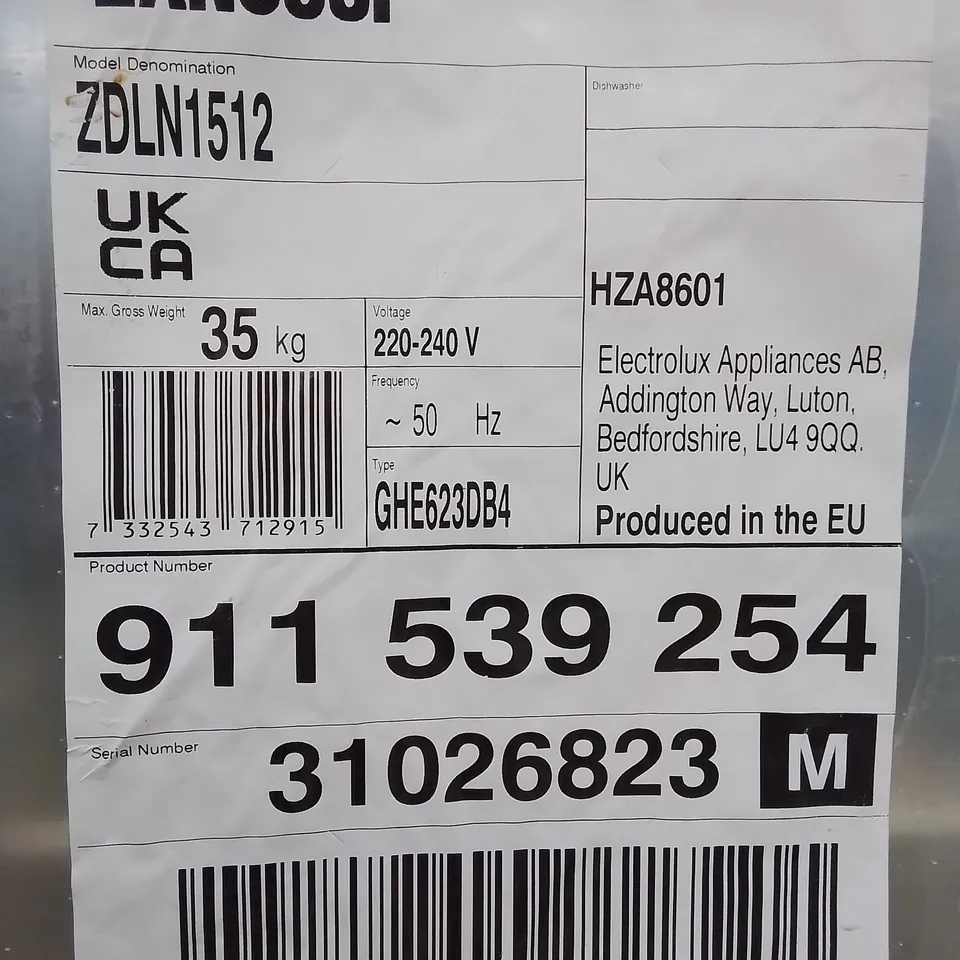 ZANUSSI
Model Denomination
ZDLN1512
Dishwasher
UK
CA
HZA8601
Max. Gross Weight 35 kg
Voltage
220-240 V
Frequency
~ 50 Hz
Type
GHE623DB4
Electrolux Appliances AB,
Addington Way, Luton,
Bedfordshire, LU4 9QQ.
UK
Produced in the EU
7 332543 712915
Product Number
911 539 254
Serial Number 31026823 M